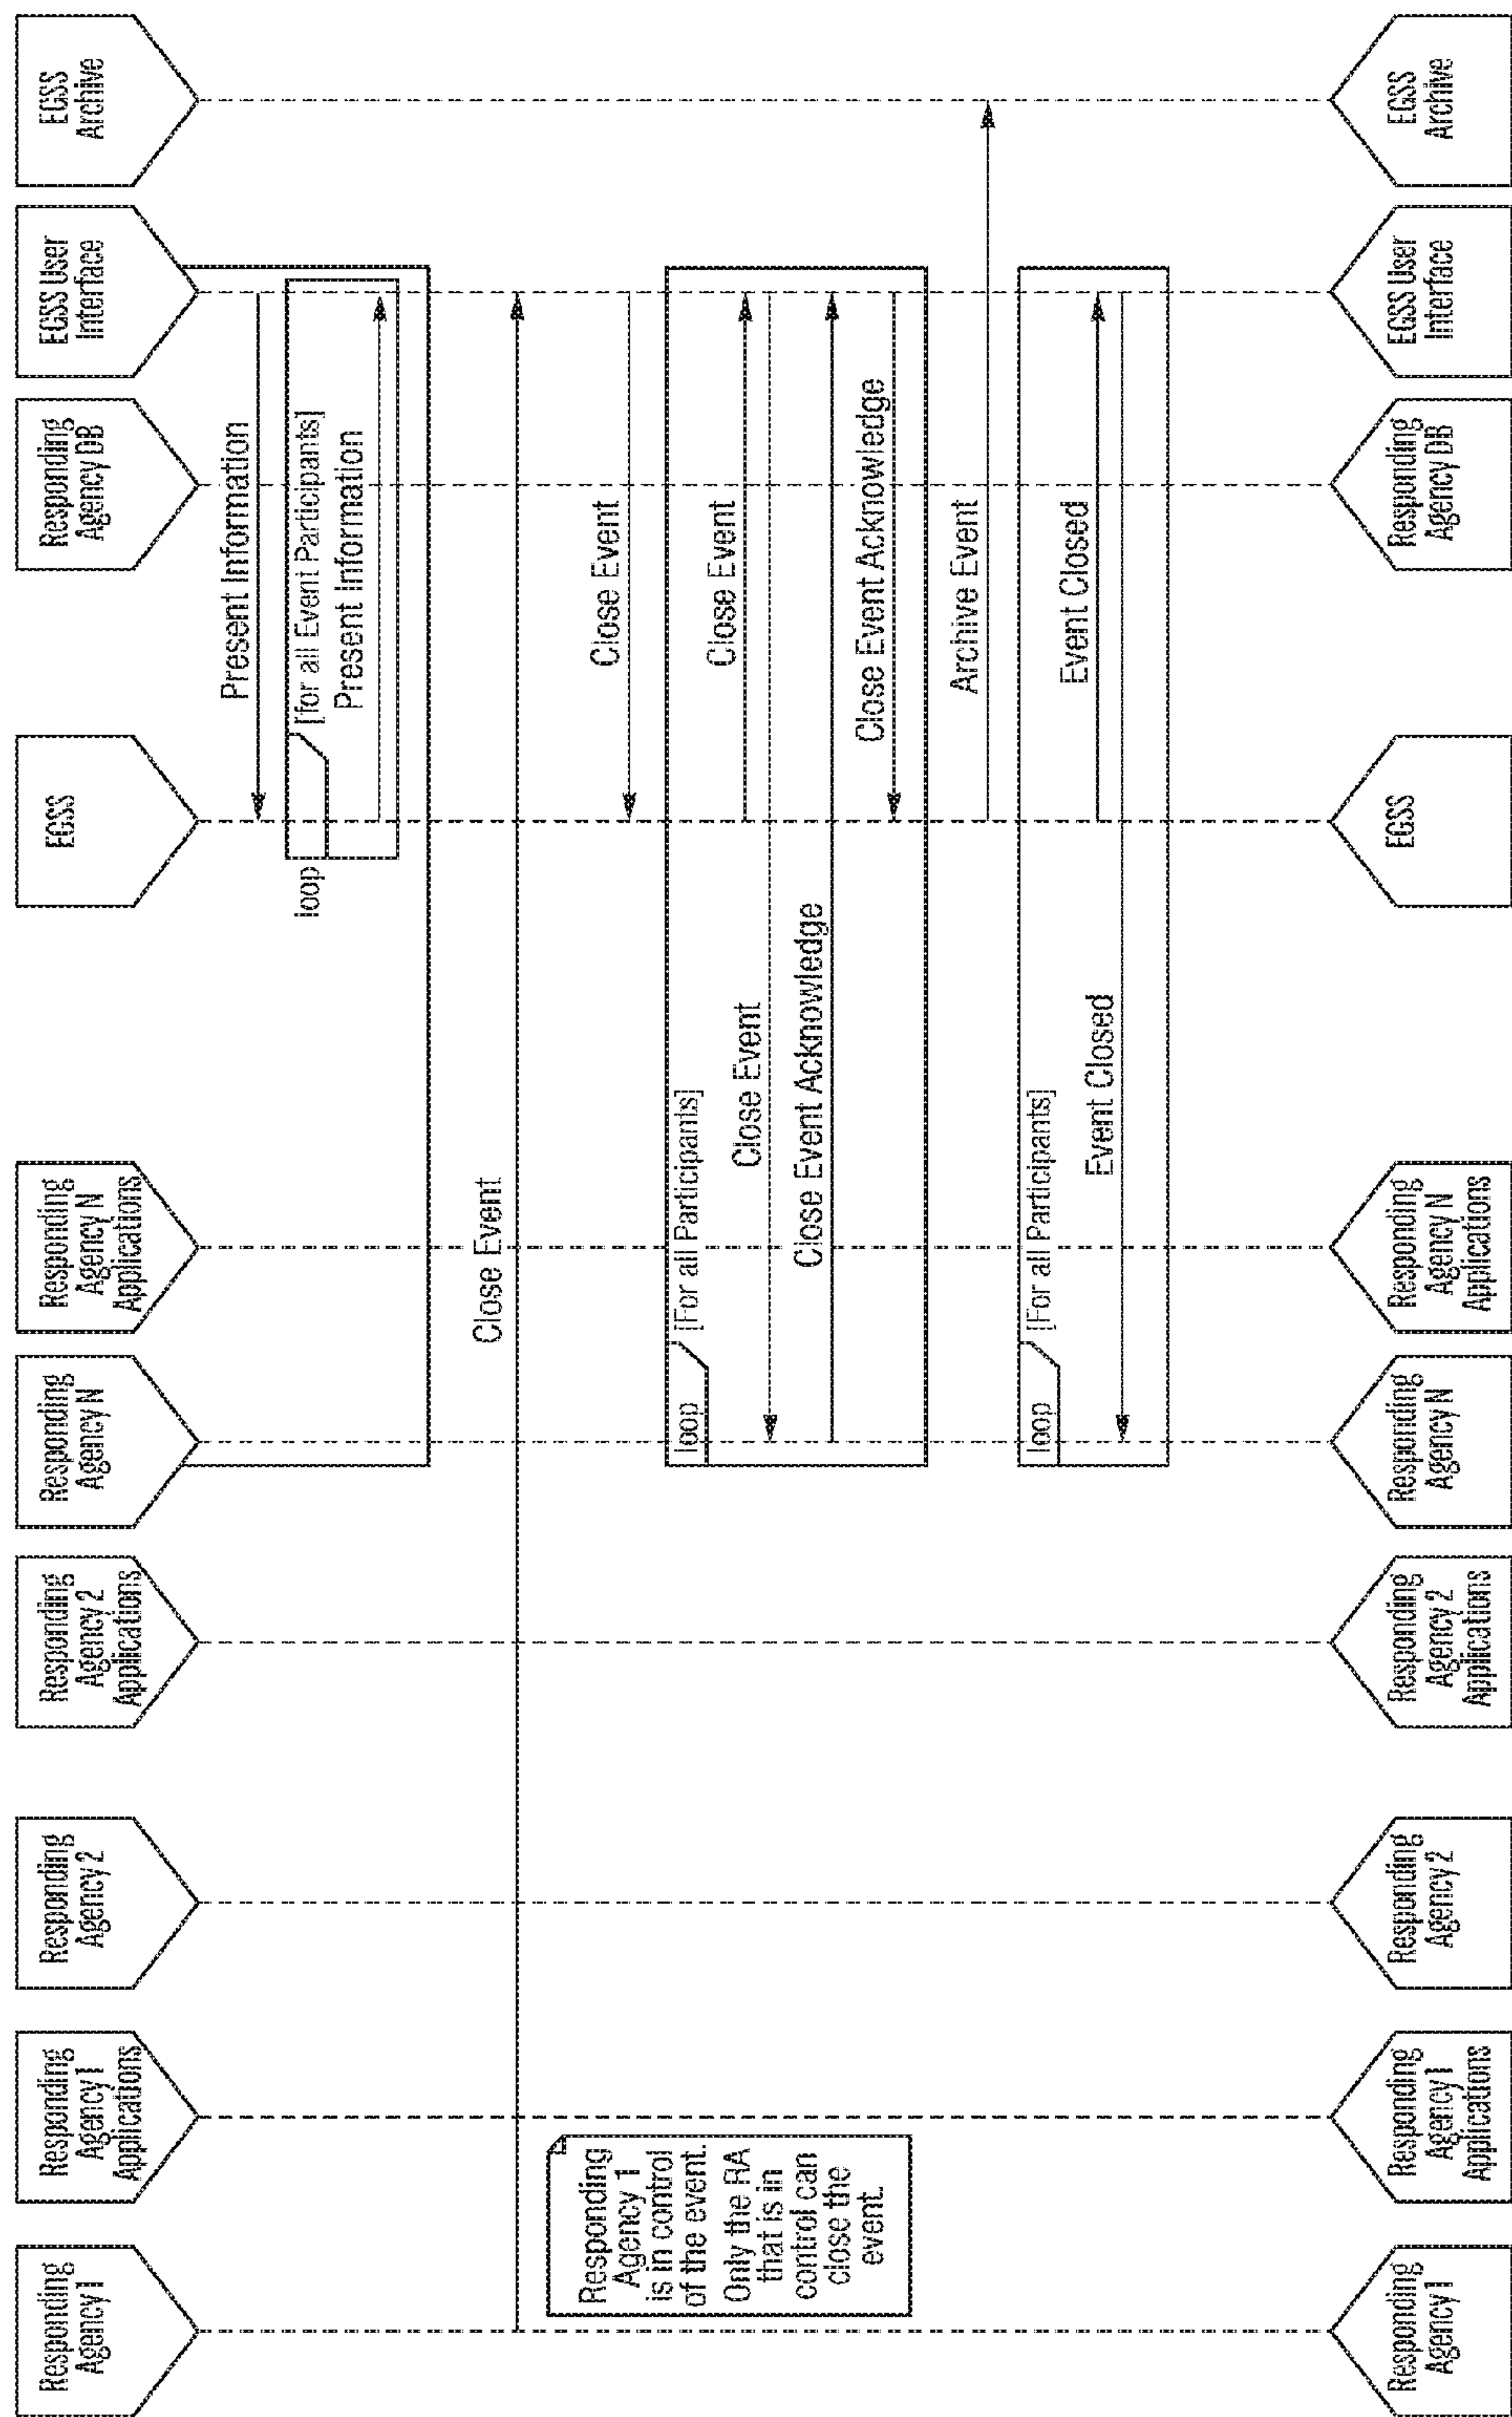 Responding
Agency 1
Responding
Agency 1
Applications
Responding
Agency 2
Responding
Agency 2
Applications
Responding
Agency N
Responding
Agency N
Applications
EGSS
Responding
Agency DB
EGSS User
Interface
EGSS
Archive
Present Information
loop
[for all Event Participants]
Present Information
Close Event
Responding
Agency 1
is in control
of the event.
Only the RA
that is in
control can
close the
event.
Close Event
loop
[For all Participants]
Close Event
Close Event
Close Event Acknowledge
Close Event Acknowledge
Archive Event
loop
[For all Participants]
Event Closed
Event Closed
Responding
Agency 1
Responding
Agency 1
Applications
Responding
Agency 2
Responding
Agency 2
Applications
Responding
Agency N
Responding
Agency N
Applications
EGSS
Responding
Agency DB
EGSS User
Interface
EGSS
Archive